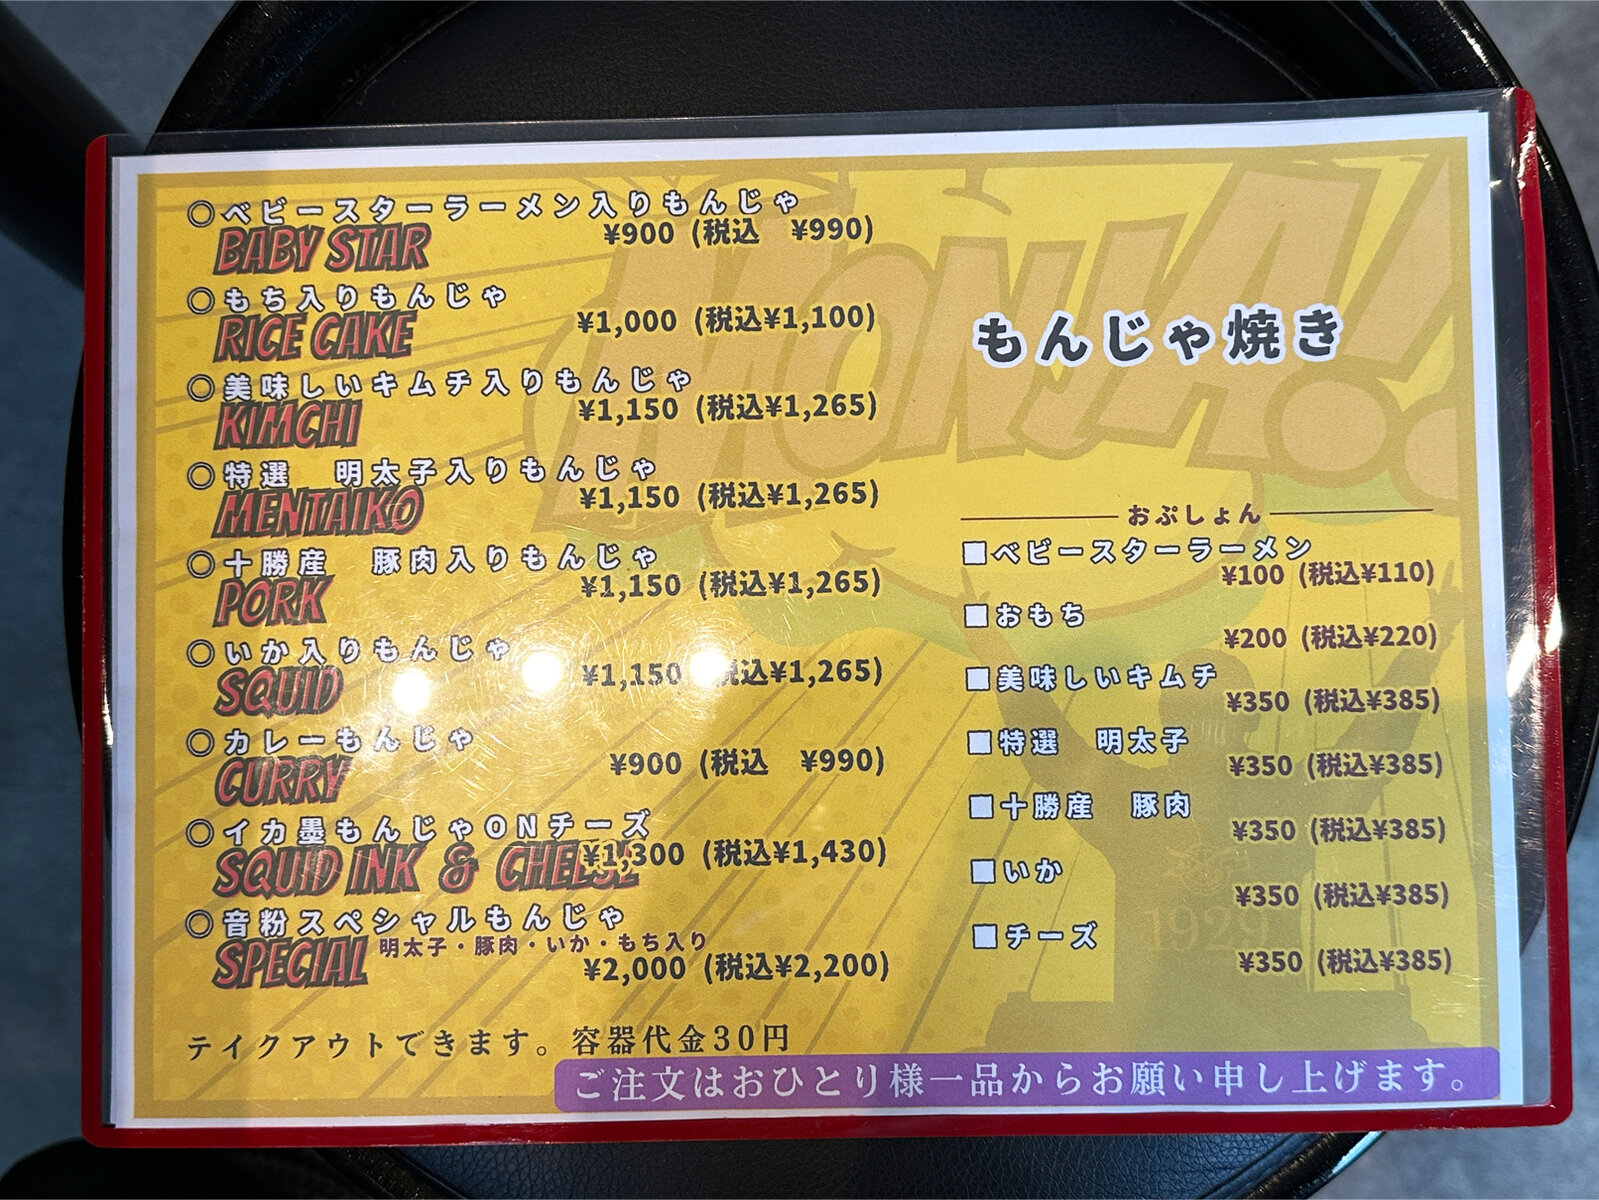 ◎ベビースターラーメン入りもんじゃ
BABY STAR
¥900 (税込 ¥990)
◎もち入りもんじゃ
RICE CAKE
¥1,000 (税込¥1,100)
◎美味しいキムチ入りもんじゃ
KIMCHI
¥1,150 (税込¥1,265)
◎特選 明太子入りもんじゃ
MENTAIKO
¥1,150 (税込¥1,265)
◎十勝産 豚肉入りもんじゃ
PORK
¥1,150 (税込¥1,265)
◎いか入りもんじゃ
SQUID
¥1,150 (税込¥1,265)
◎カレーもんじゃ
CURRY
¥900 (税込 ¥990)
◎イカ墨もんじゃONチーズ
SQUID INK & CHEESE
¥1,300 (税込¥1,430)
◎音粉スペシャルもんじゃ
SPECIAL
明太子・豚肉・いか・もち入り
¥2,000 (税込¥2,200)
テイクアウトできます。容器代金30円
MONJA!!
もんじゃ焼き
おぷしょん
■ベビースターラーメン
¥100 (税込¥110)
■おもち
¥200 (税込¥220)
■美味しいキムチ
¥350 (税込¥385)
■特選 明太子
¥350 (税込¥385)
■十勝産 豚肉
¥350 (税込¥385)
■いか
¥350 (税込¥385)
■チーズ
¥350 (税込¥385)
1929
ご注文はおひとり様一品からお願い申し上げます。